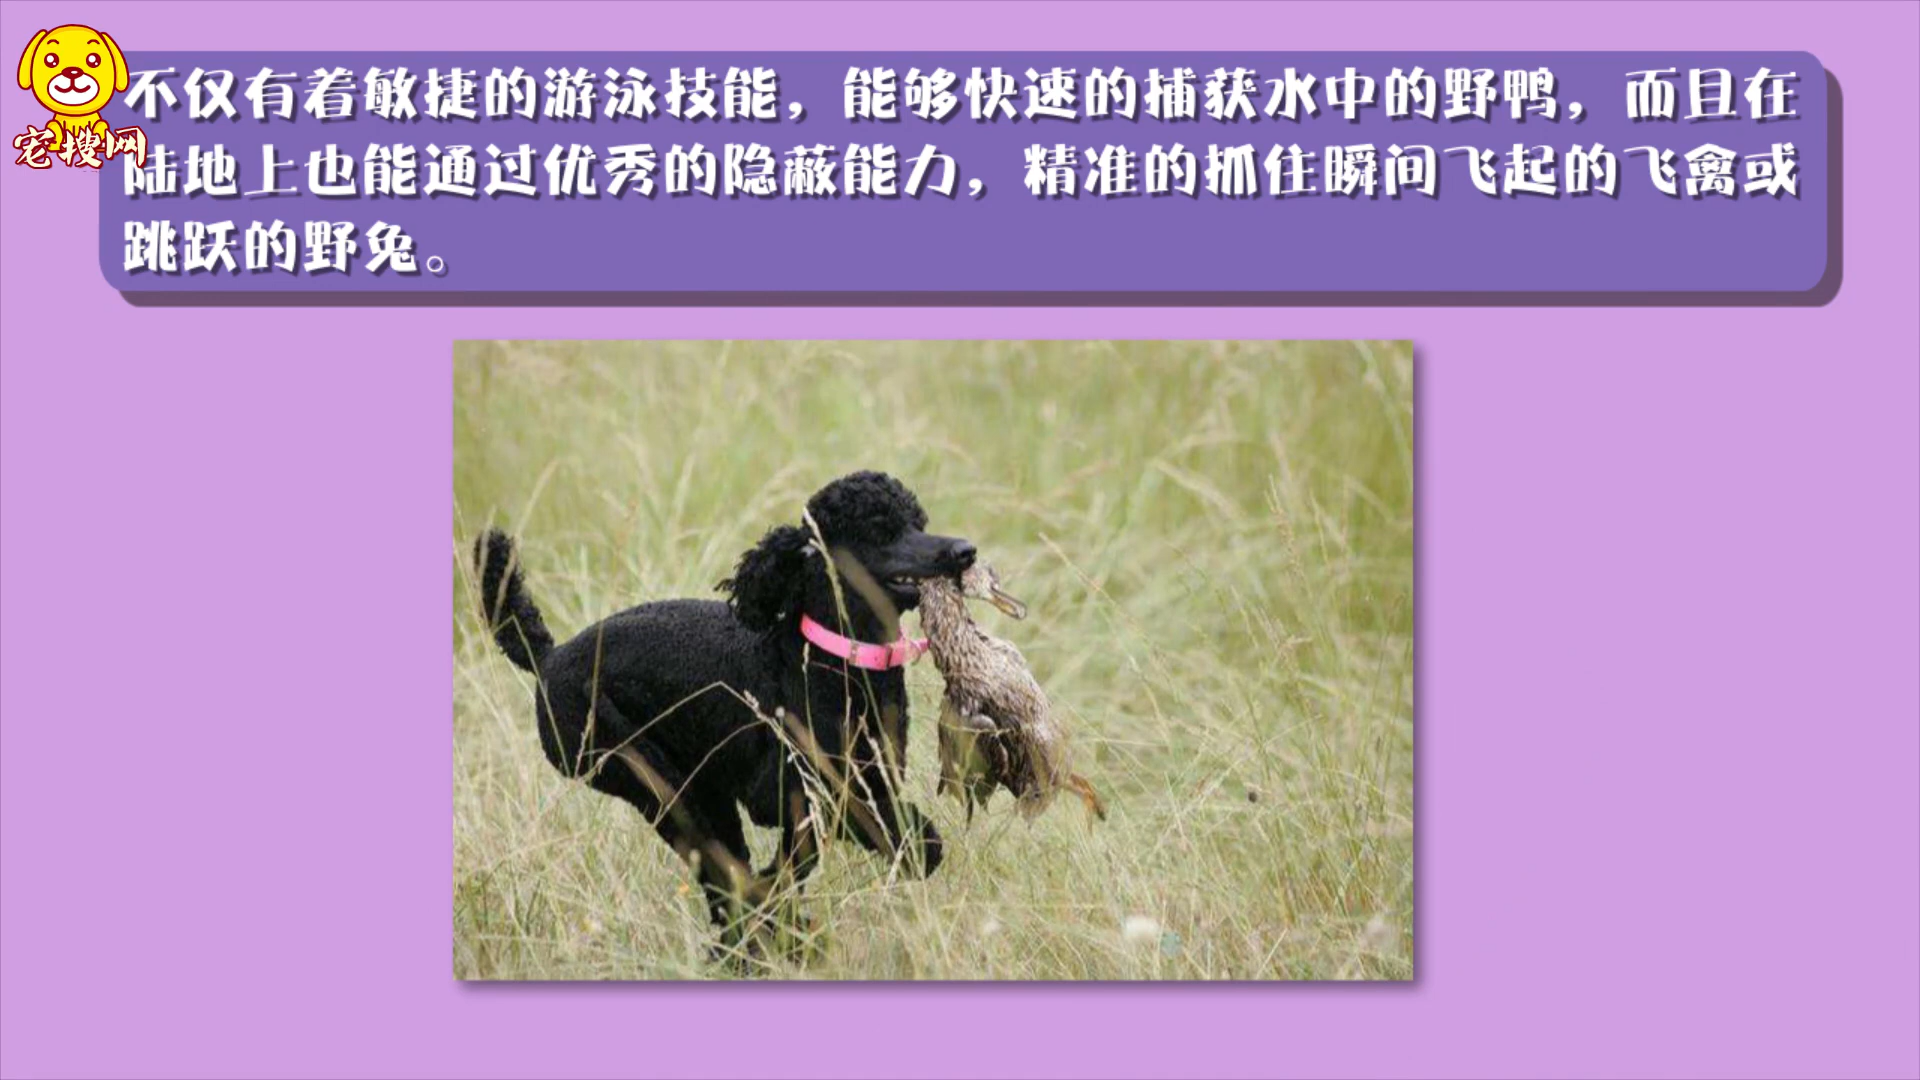 不仅有着敏捷的游泳技能，能够快速的捕获水中的野鸭，而且在
陆地上也能通过优秀的隐蔽能力，精准的抓住瞬间飞起的飞禽或
跳跃的野兔。
宠搜网